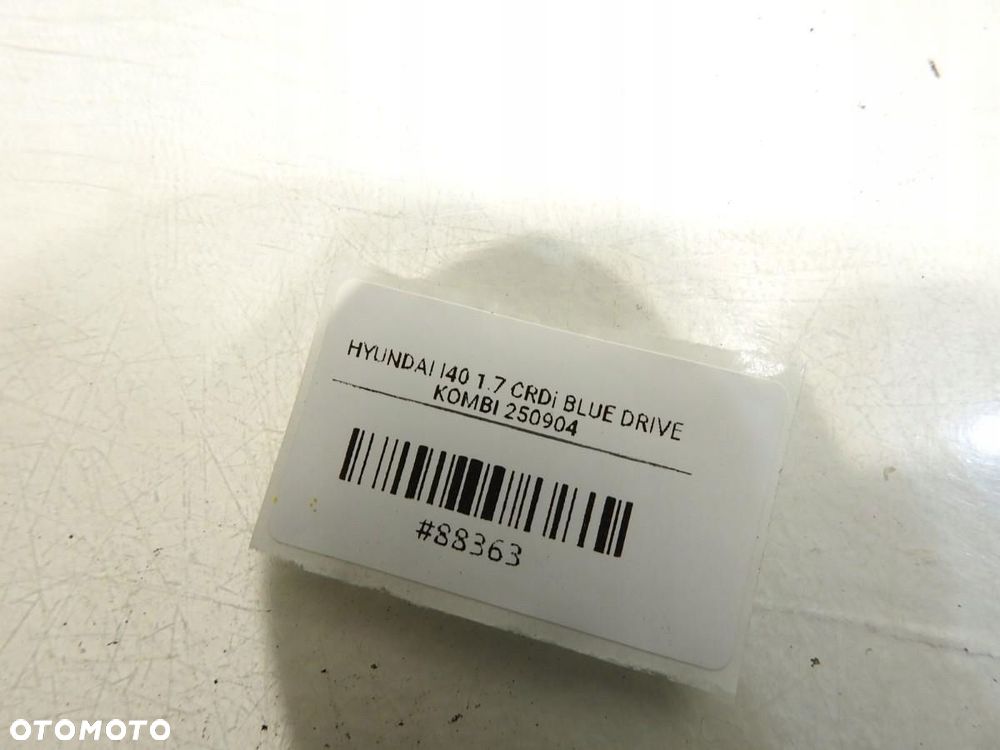 HYUNDAI I40 1.7 CRDi BLUE DRIVE
KOMBI 250904
#88363
OTOMOTO